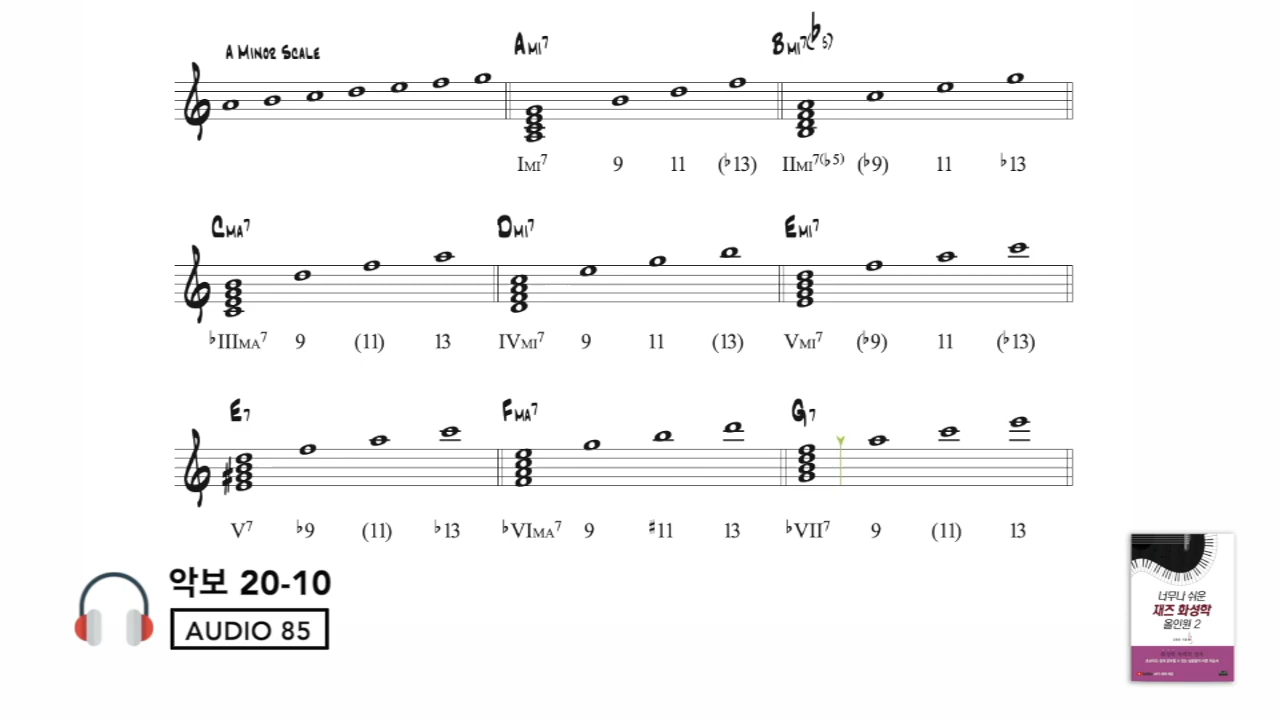 A MINOR SCALE
AMI7 BMI7(♭5)
IMI7 9 11 (♭13) IIMI7(♭5) (♭9) 11 ♭13
CMA7 DMI7 EMI7
♭IIIMA7 9 (11) 13 IVMI7 9 11 (13) VMI7 (♭9) 11 (♭13)
E7 FMA7 G7
V7 ♭9 (11) ♭13 ♭VIMA7 9 ♯11 13 ♭VII7 9 (11) 13
악보 20-10
AUDIO 85
너무나 쉬운
재즈 화성학
올인원 2